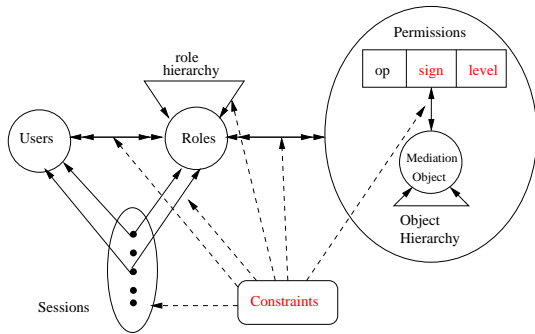 Permissions
role
hierarchy
op sign level
Users
Roles
Mediation
Object
Object
Hierarchy
Sessions
Constraints